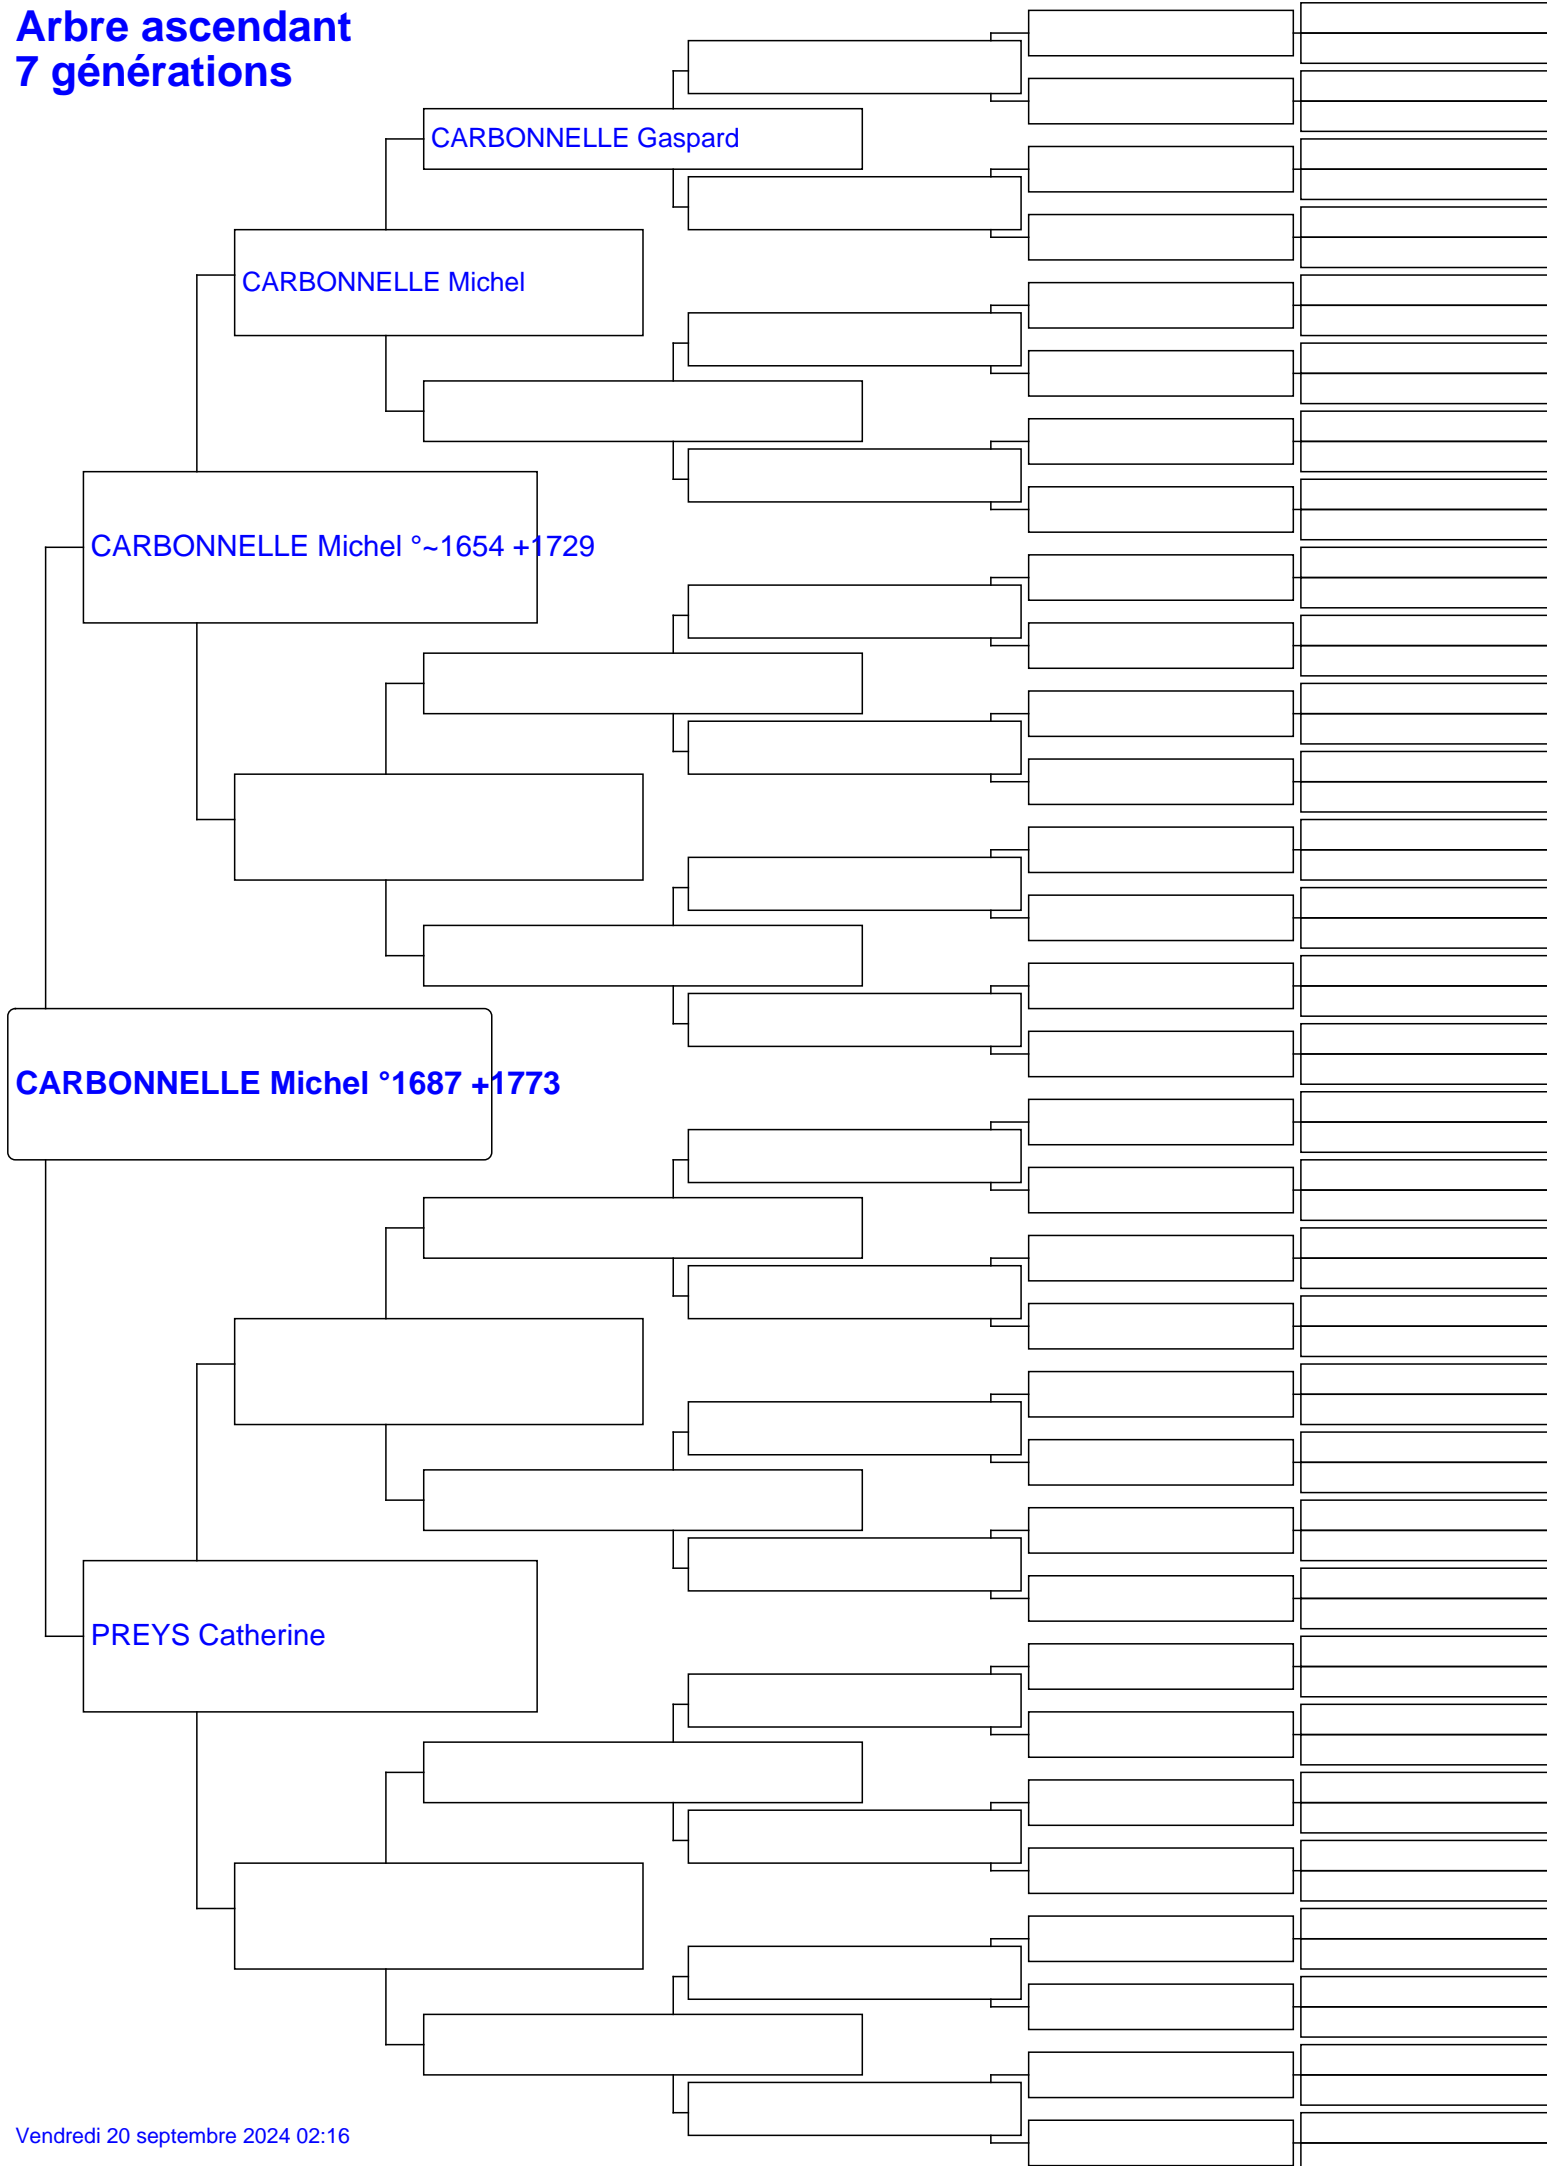 Arbre ascendant
7 générations
CARBONNELLE Gaspard
CARBONNELLE Michel
CARBONNELLE Michel °~1654 +1729
CARBONNELLE Michel °1687 +1773
PREYS Catherine
Vendredi 20 septembre 2024 02:16